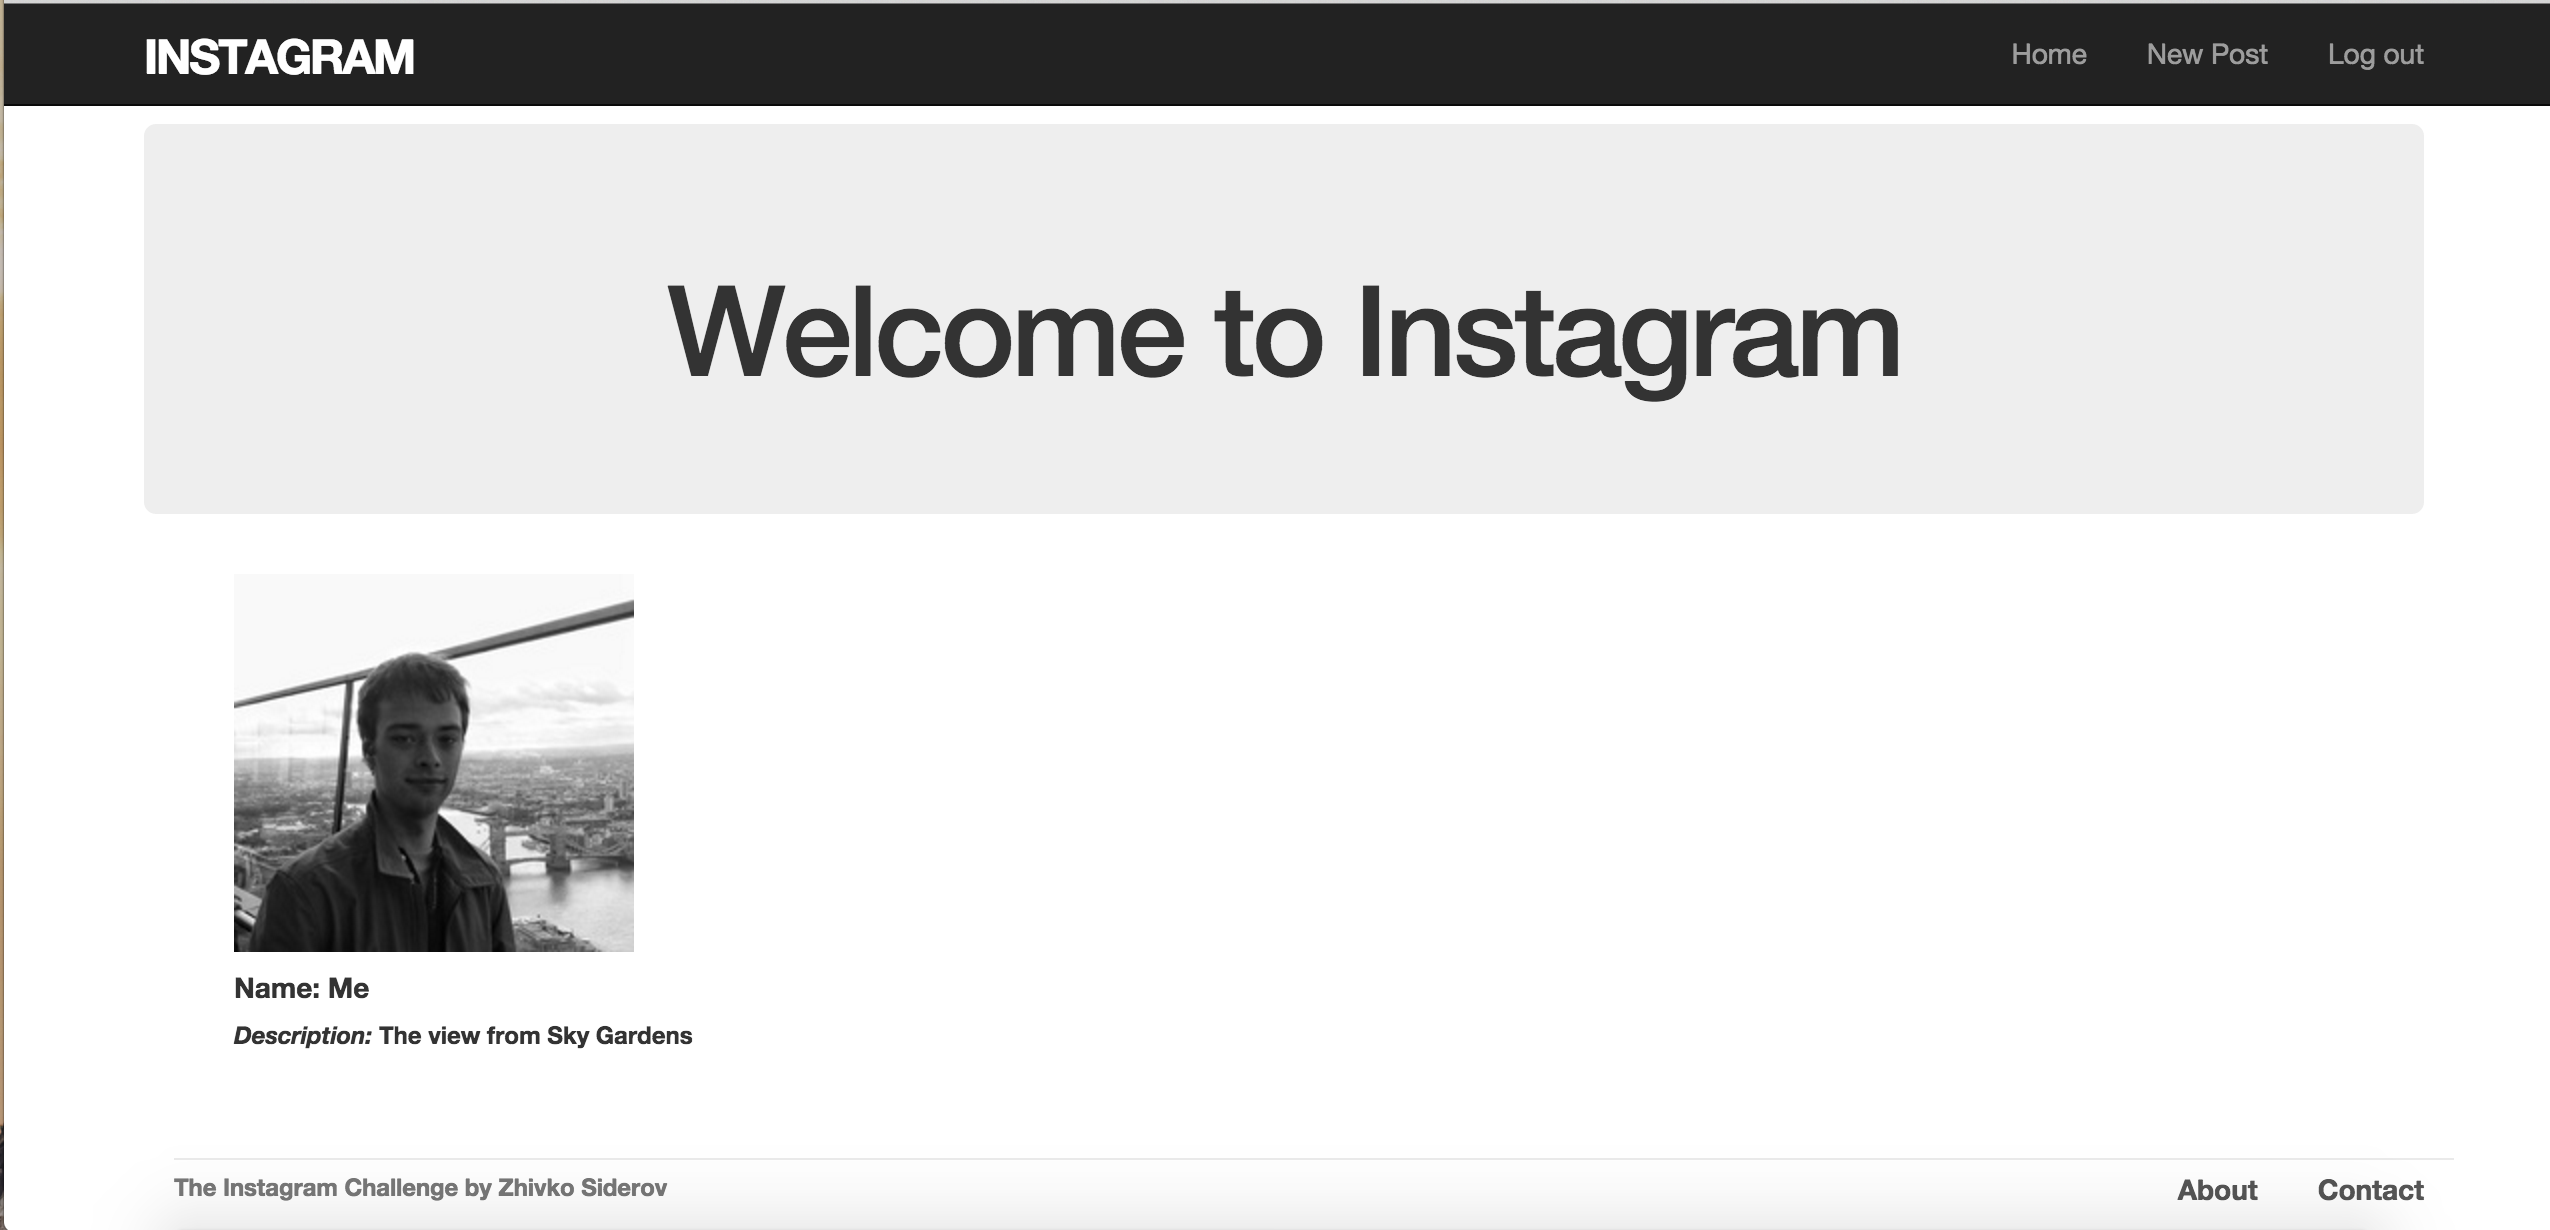 INSTAGRAM
Home New Post Log out
Welcome to Instagram
Name: Me
Description: The view from Sky Gardens
The Instagram Challenge by Zhivko Siderov
About Contact